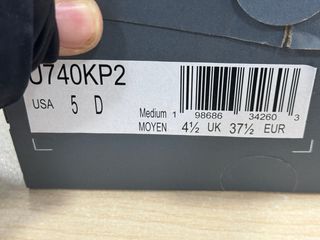 U740KP2
USA 5 D
Medium
MOYEN 4½ UK 37½ EUR
1 98686 34260 3